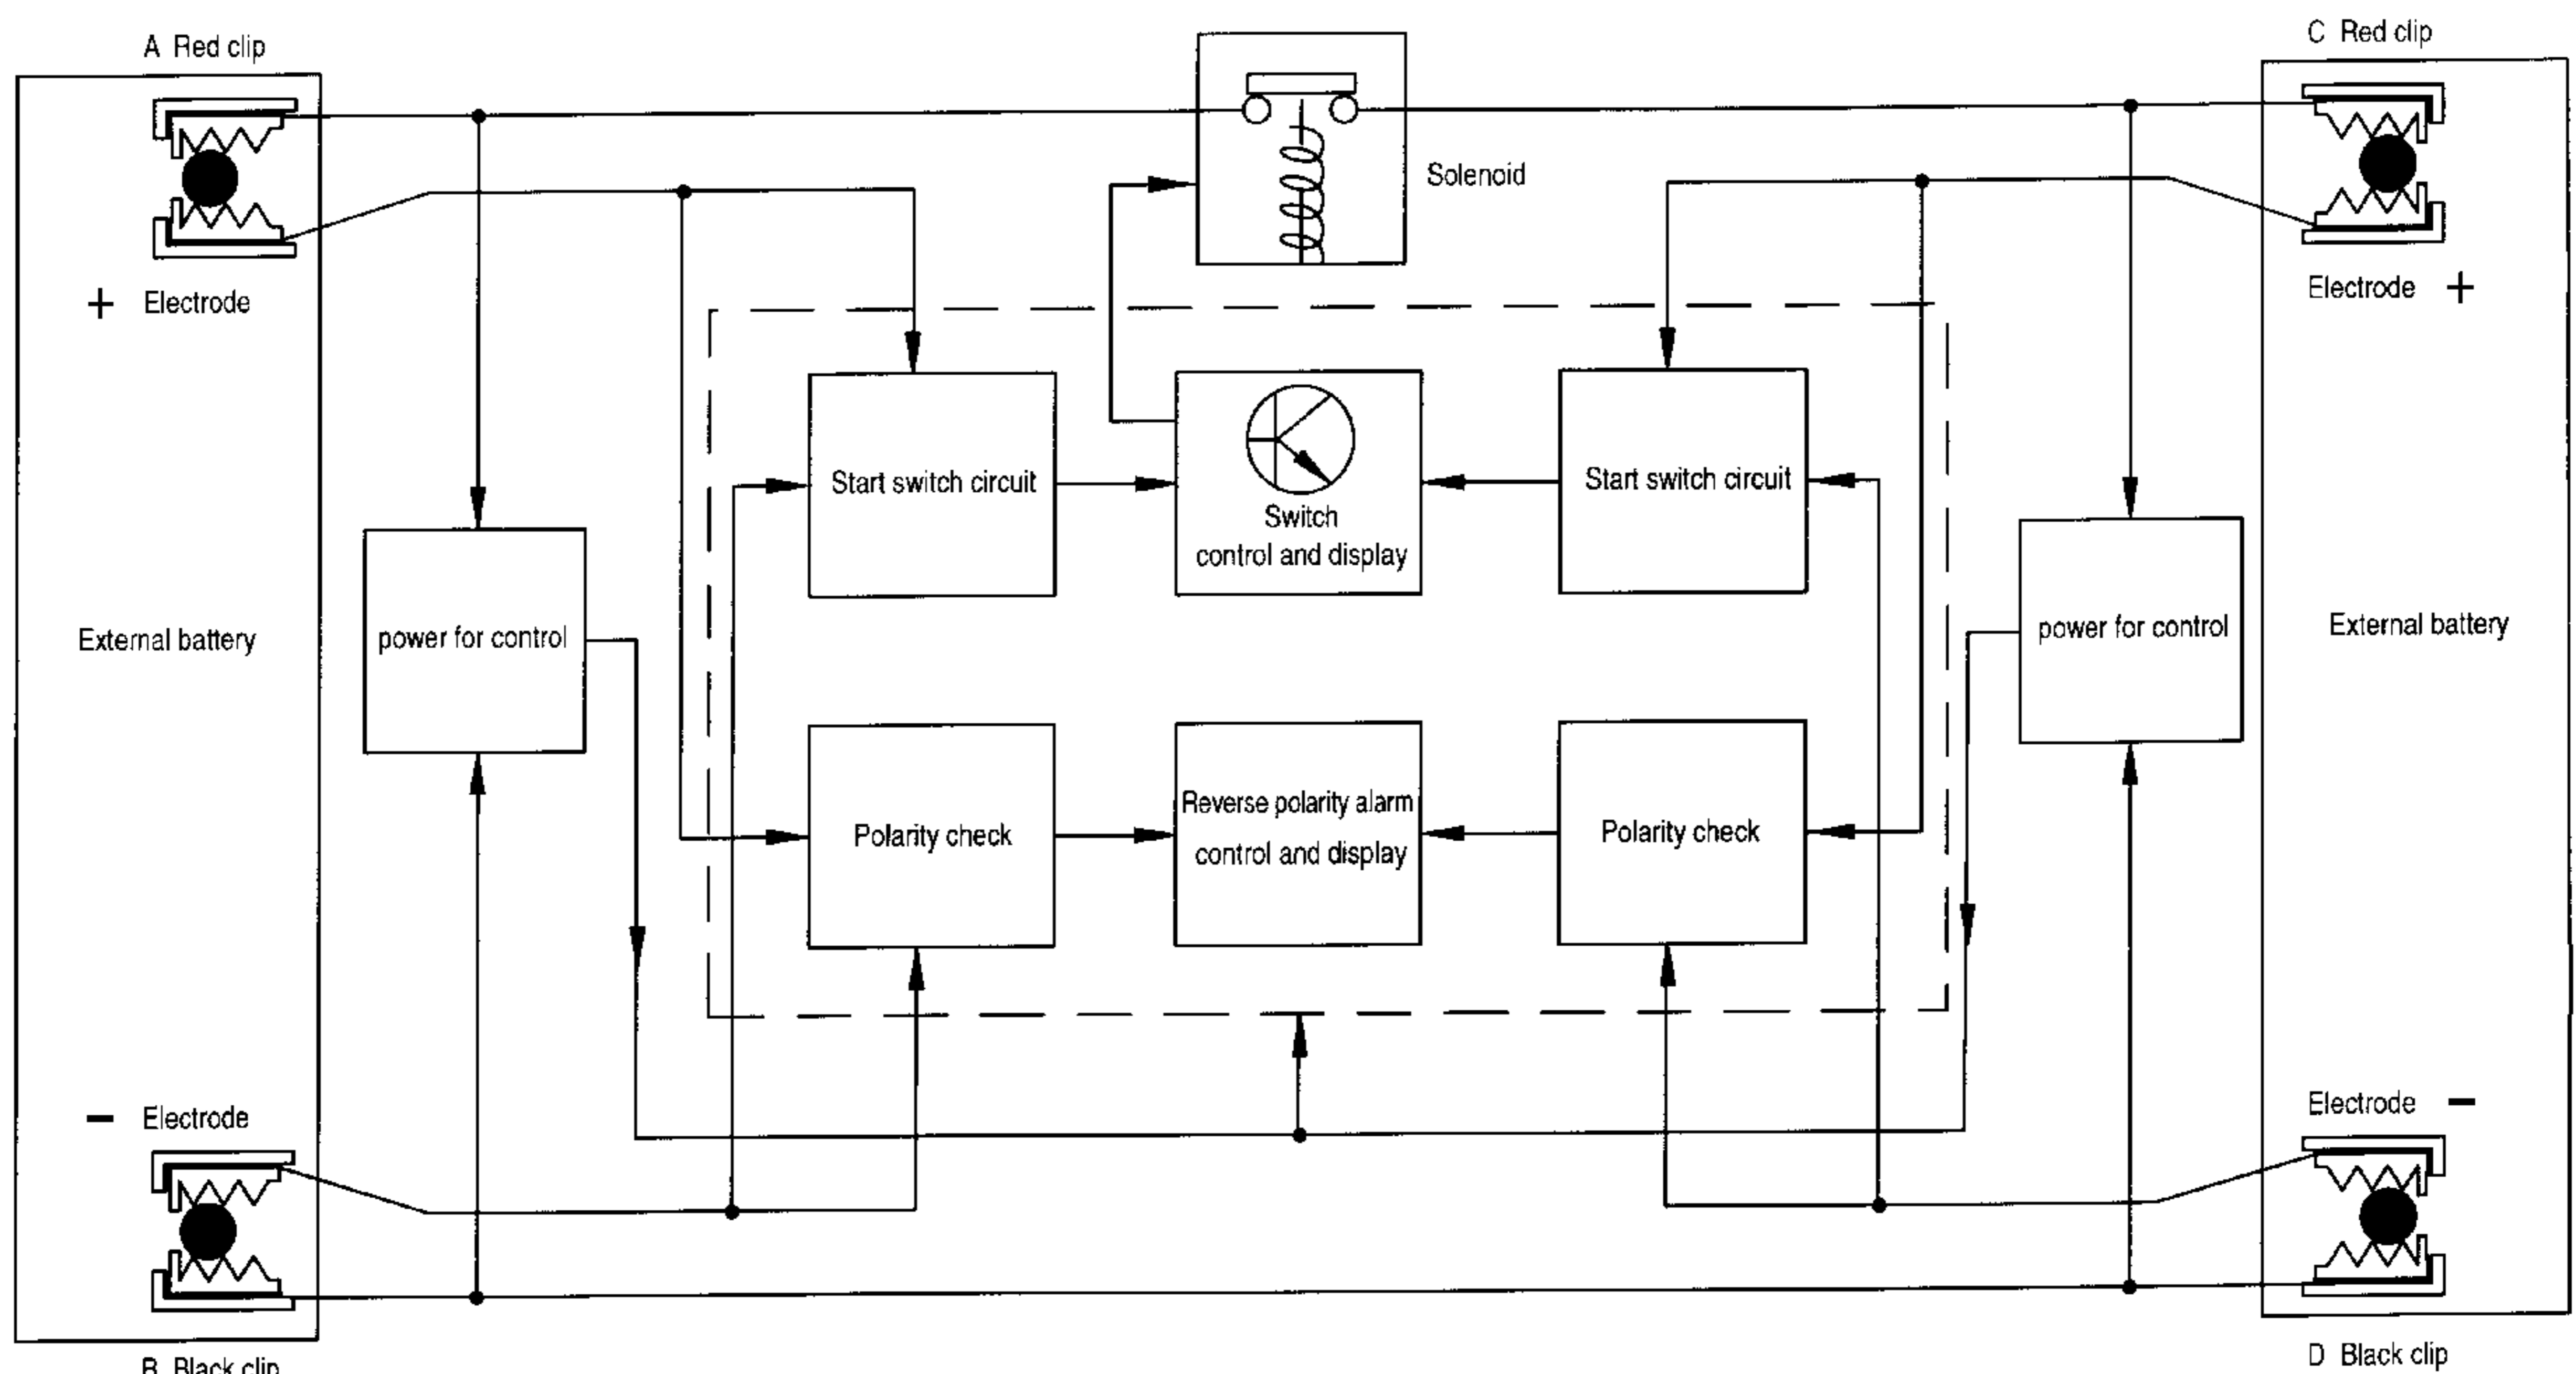 A Red clip
C Red clip
Solenoid
+ Electrode
Electrode +
Start switch circuit
Switch
control and display
Start switch circuit
External battery
power for control
power for control
External battery
Polarity check
Reverse polarity alarm
control and display
Polarity check
- Electrode
Electrode -
B Black clip
D Black clip